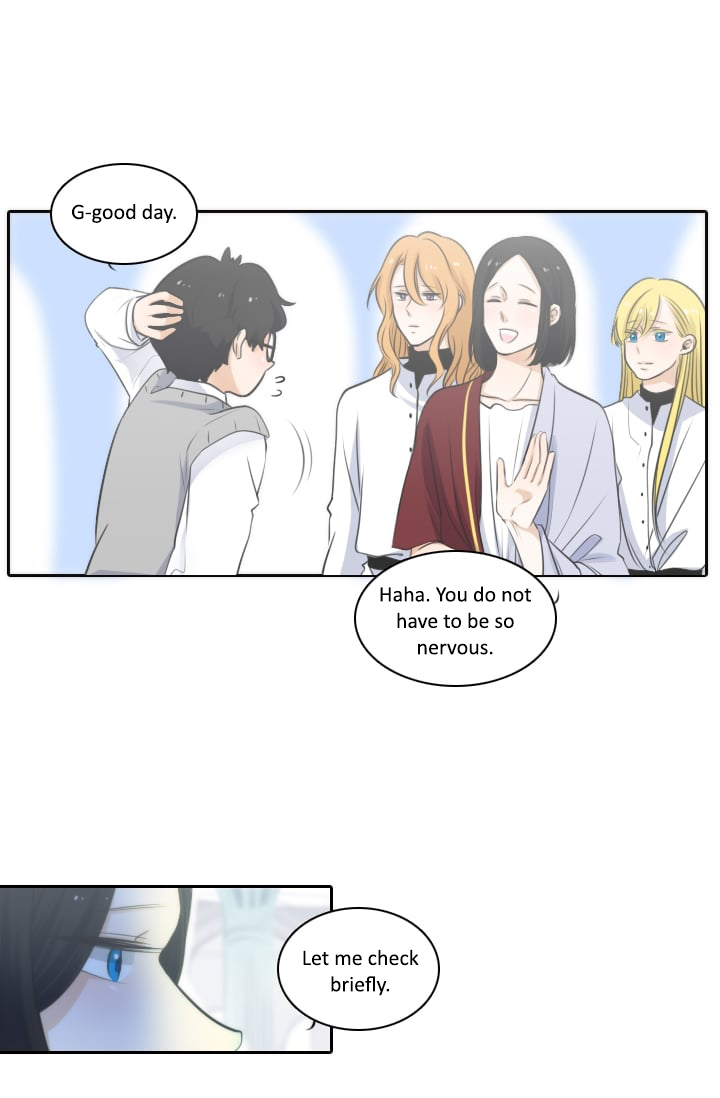 G-good day.
Haha. You do not
have to be so
nervous.
Let me check
briefly.